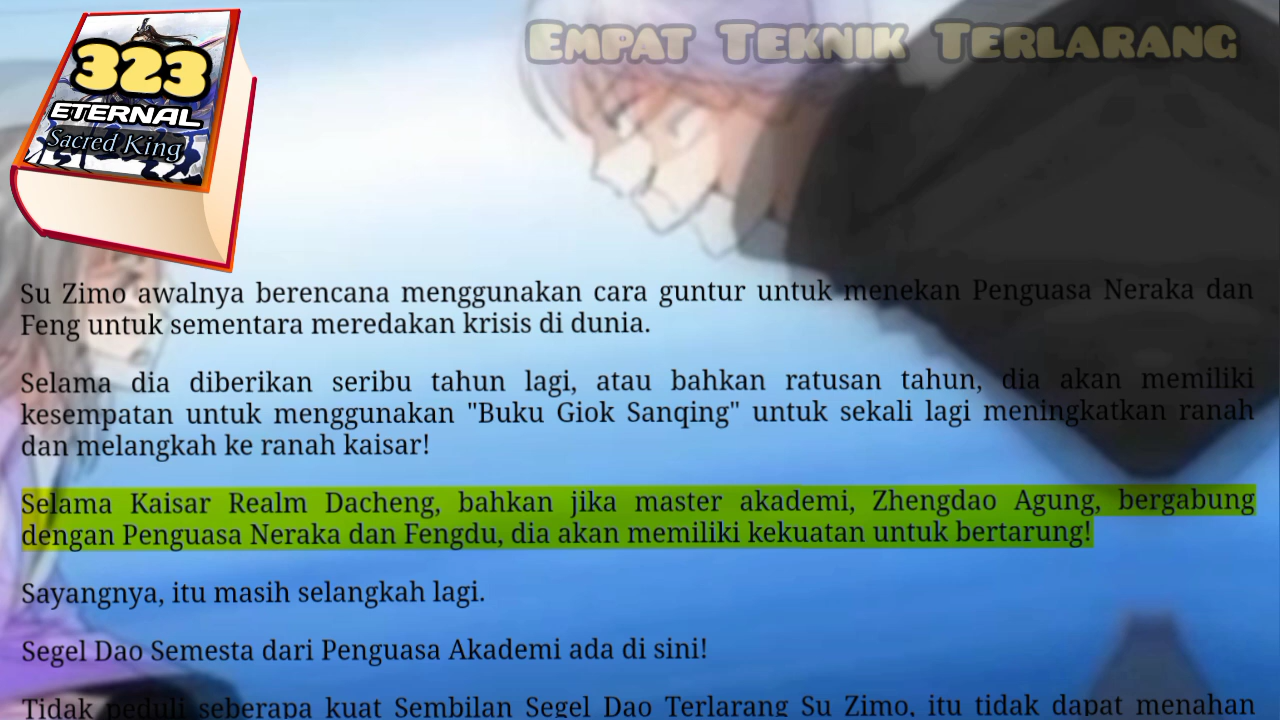 Empat Teknik Terlarang
323
ETERNAL
Sacred King
Su Zimo awalnya berencana menggunakan cara guntur untuk menekan Penguasa Neraka dan
Feng untuk sementara meredakan krisis di dunia.
Selama dia diberikan seribu tahun lagi, atau bahkan ratusan tahun, dia akan memiliki
kesempatan untuk menggunakan "Buku Giok Sanqing" untuk sekali lagi meningkatkan ranah
dan melangkah ke ranah kaisar!
Selama Kaisar Realm Dacheng, bahkan jika master akademi, Zhengdao Agung, bergabung
dengan Penguasa Neraka dan Fengdu, dia akan memiliki kekuatan untuk bertarung!
Sayangnya, itu masih selangkah lagi.
Segel Dao Semesta dari Penguasa Akademi ada di sini!
Tidak peduli seberapa kuat Sembilan Segel Dao Terlarang Su Zimo, itu tidak dapat menahan